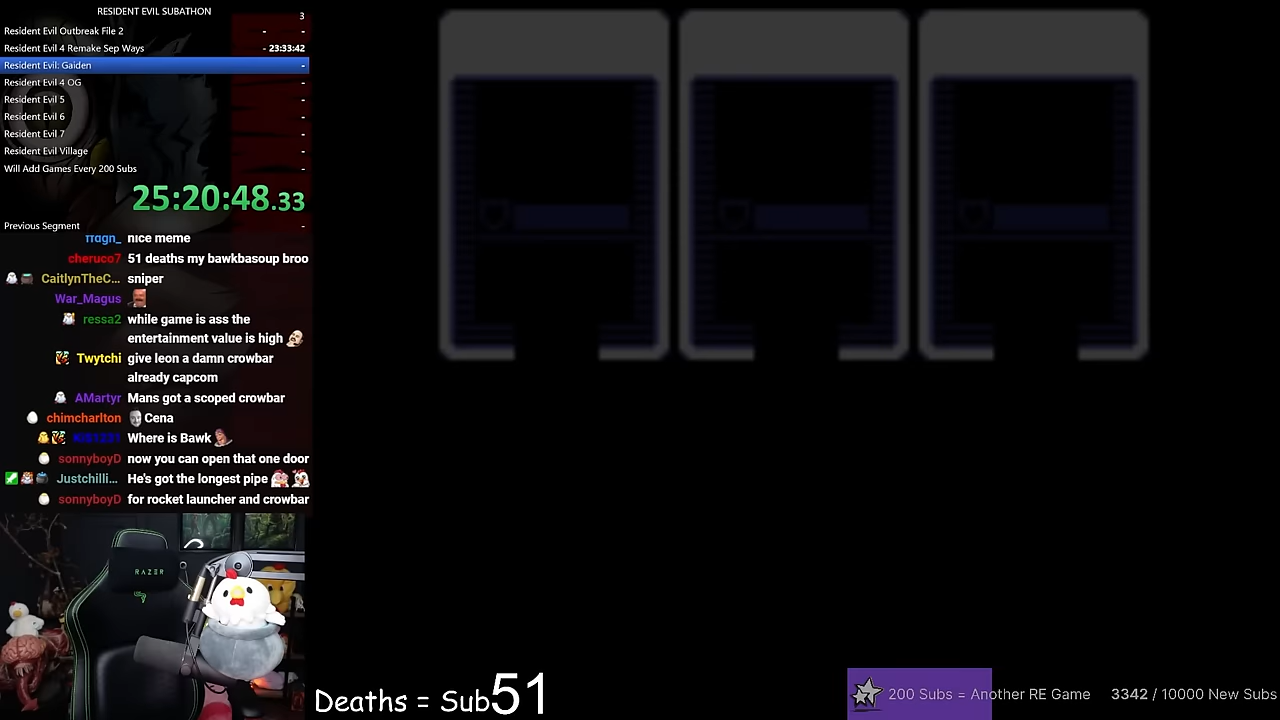 RESIDENT EVIL SUBATHON
3
Resident Evil Outbreak File 2 - -
Resident Evil 4 Remake Sep Ways - 23:33:42
Resident Evil: Gaiden -
Resident Evil 4 OG -
Resident Evil 5 -
Resident Evil 6 -
Resident Evil 7 -
Resident Evil Village -
Will Add Games Every 200 Subs -
25:20:48.33
Previous Segment -
ffdgn_ nice meme
cheruco7 51 deaths my bawkbasoup broo
CaitlynTheC... sniper
War_Magus
ressa2 while game is ass the
entertainment value is high
Twytchi give leon a damn crowbar
already capcom
AMartyr Mans got a scoped crowbar
chimcharlton Cena
Where is Bawk
sonnyboyD now you can open that one door
Justchilli... He's got the longest pipe
sonnyboyD for rocket launcher and crowbar
RAZER
Deaths = Sub51
200 Subs = Another RE Game 3342 / 10000 New Subs